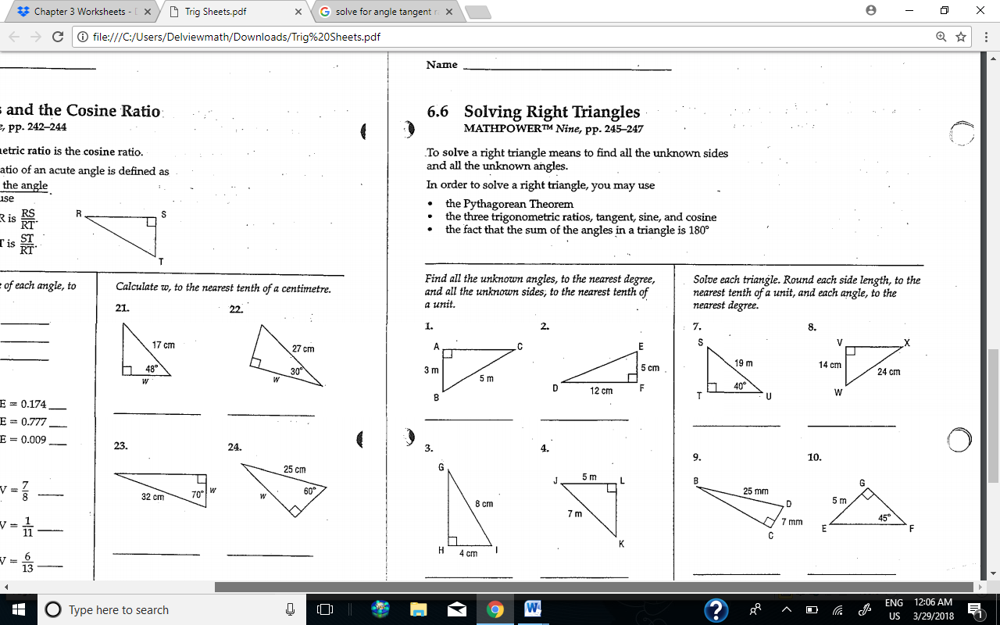 Chapter 3 Worksheets - D
Trig Sheets.pdf
solve for angle tangent r
file:///C:/Users/Delviewmath/Downloads/Trig%20Sheets.pdf
s and the Cosine Ratio
e, pp. 242–244
netric ratio is the cosine ratio.
atio of an acute angle is defined as
the angle
use
R is RS
RT
T is ST
RT
R
S
T
of each angle, to
E = 0.174
E = 0.777
E = 0.009
V = 7
8
V = 1
11
V = 6
13
Calculate w, to the nearest tenth of a centimetre.
21.
17 cm
48°
w
22.
27 cm
30°
w
23.
32 cm
70°
w
24.
25 cm
60°
w
Name
6.6 Solving Right Triangles
MATHPOWER™ Nine, pp. 245–247
To solve a right triangle means to find all the unknown sides
and all the unknown angles.
In order to solve a right triangle, you may use
• the Pythagorean Theorem
• the three trigonometric ratios, tangent, sine, and cosine
• the fact that the sum of the angles in a triangle is 180°
Find all the unknown angles, to the nearest degree,
and all the unknown sides, to the nearest tenth of
a unit.
1.
A
C
3 m
5 m
B
2.
E
5 cm
D
12 cm
F
3.
G
8 cm
H
4 cm
I
4.
J
5 m
L
7 m
K
Solve each triangle. Round each side length, to the
nearest tenth of a unit, and each angle, to the
nearest degree.
7.
S
19 m
40°
T
U
8.
V
X
14 cm
24 cm
W
9.
B
25 mm
D
7 mm
C
10.
G
5 m
45°
E
F
Type here to search
ENG
US
12:06 AM
3/29/2018
1